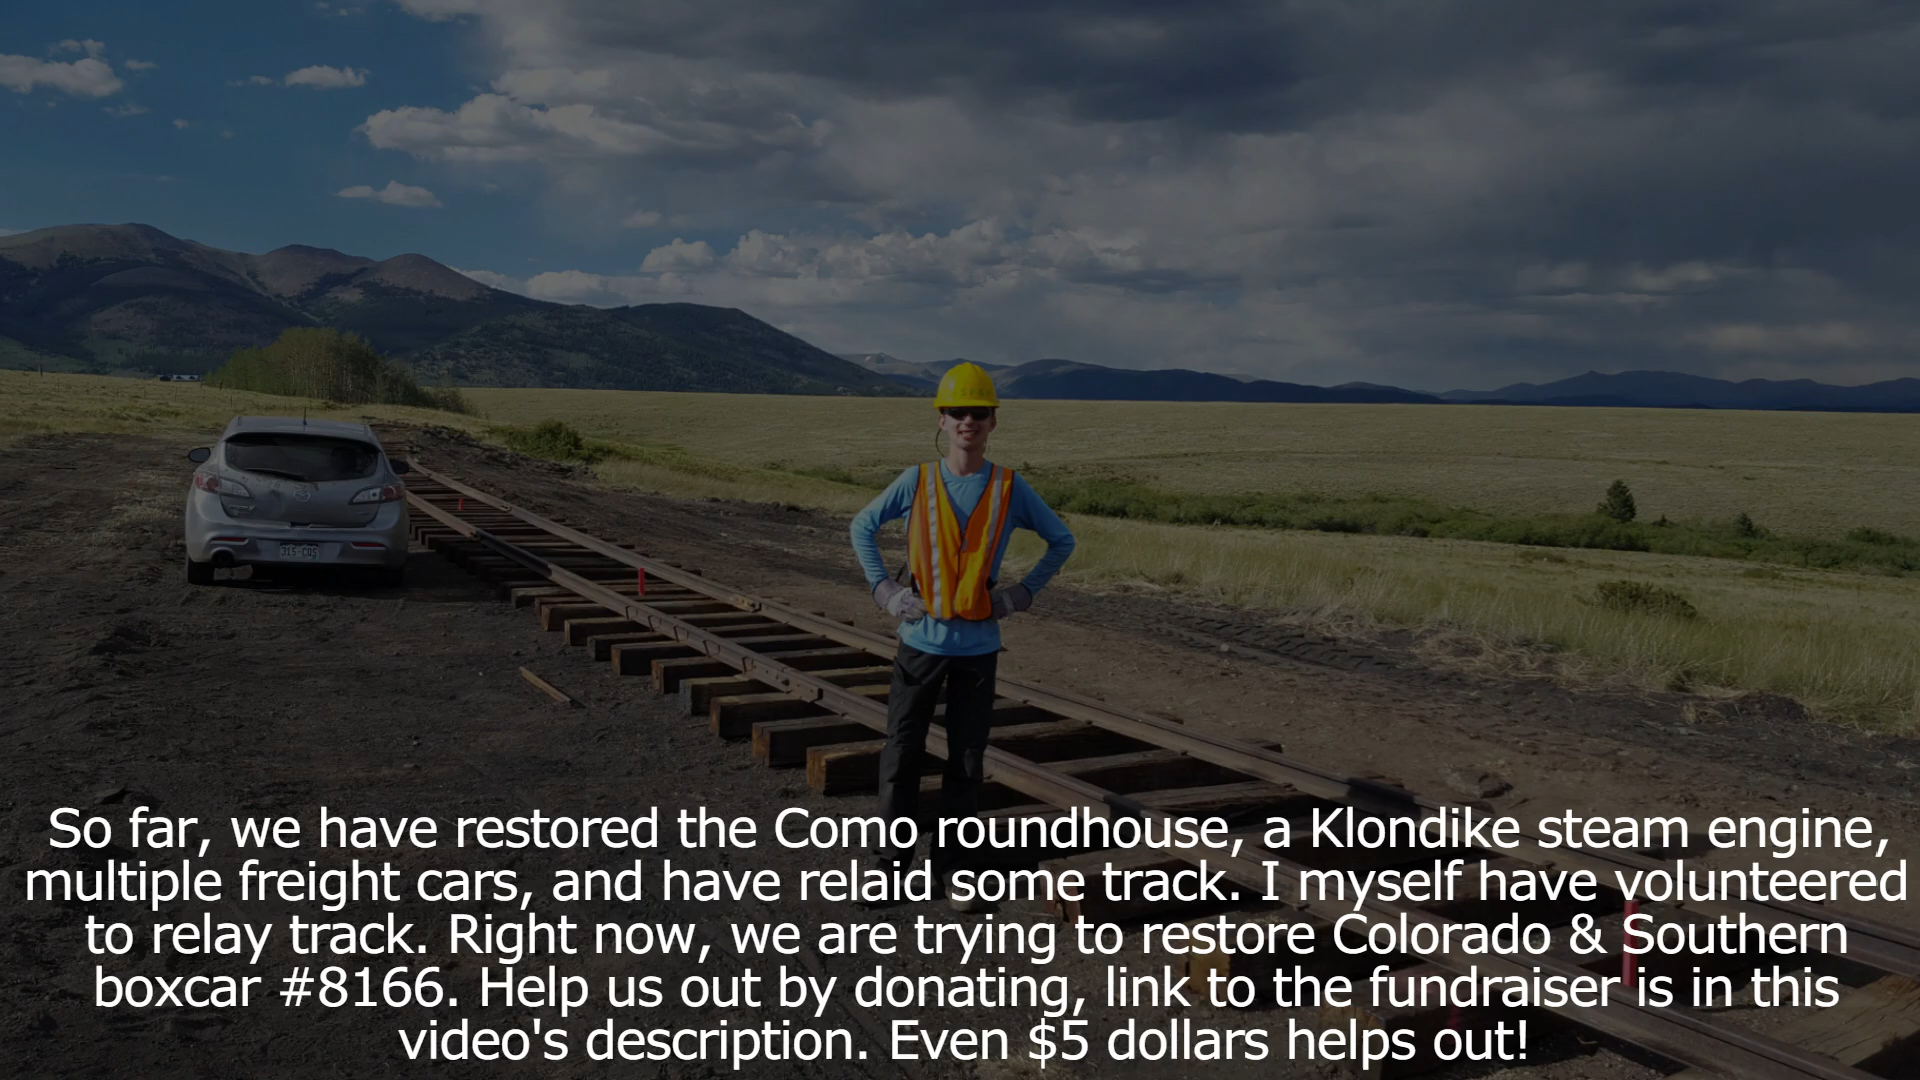 315-CQS
So far, we have restored the Como roundhouse, a Klondike steam engine,
multiple freight cars, and have relaid some track. I myself have volunteered
to relay track. Right now, we are trying to restore Colorado & Southern
boxcar #8166. Help us out by donating, link to the fundraiser is in this
video's description. Even $5 dollars helps out!